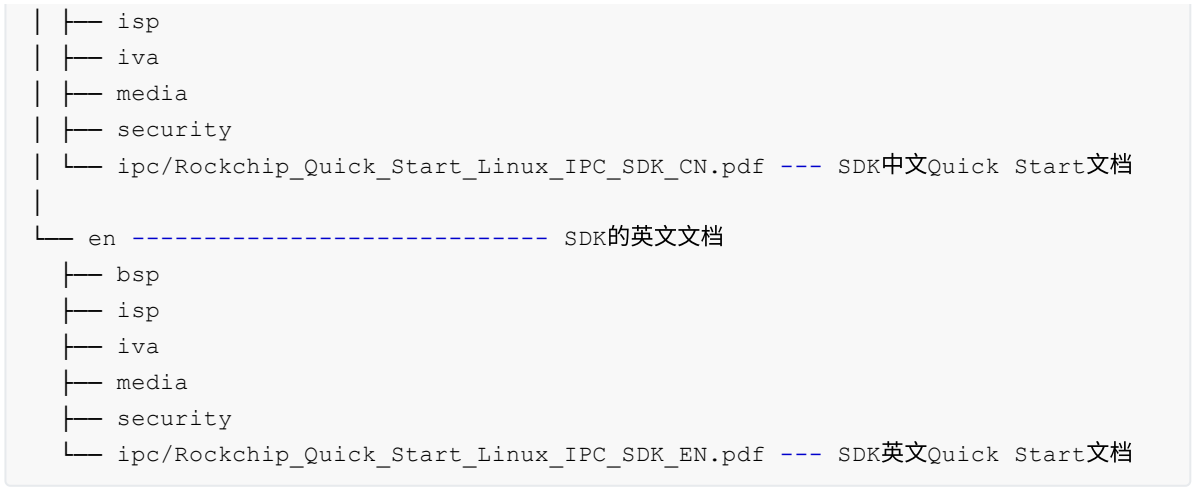 │ ├── isp
│ ├── iva
│ ├── media
│ ├── security
│ └── ipc/Rockchip_Quick_Start_Linux_IPC_SDK_CN.pdf --- SDK中文Quick Start文档
│
└── en ----------------------------- SDK的英文文档
  ├── bsp
  ├── isp
  ├── iva
  ├── media
  ├── security
  └── ipc/Rockchip_Quick_Start_Linux_IPC_SDK_EN.pdf --- SDK英文Quick Start文档